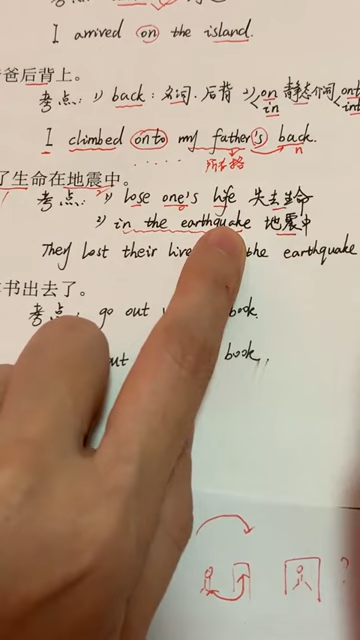 I arrived on the island.
爸后背上。
考点: 1) back: 名词. 后背 2) on 静态介词 onto
in
I climbed onto my father's back.
n
所有格
了生命在地震中。
考点: 1) lose one's life 失去生命
2) in the earthquake 地震中
They lost their the earthquake
书出去了。
考点: go out book.
out book.
?